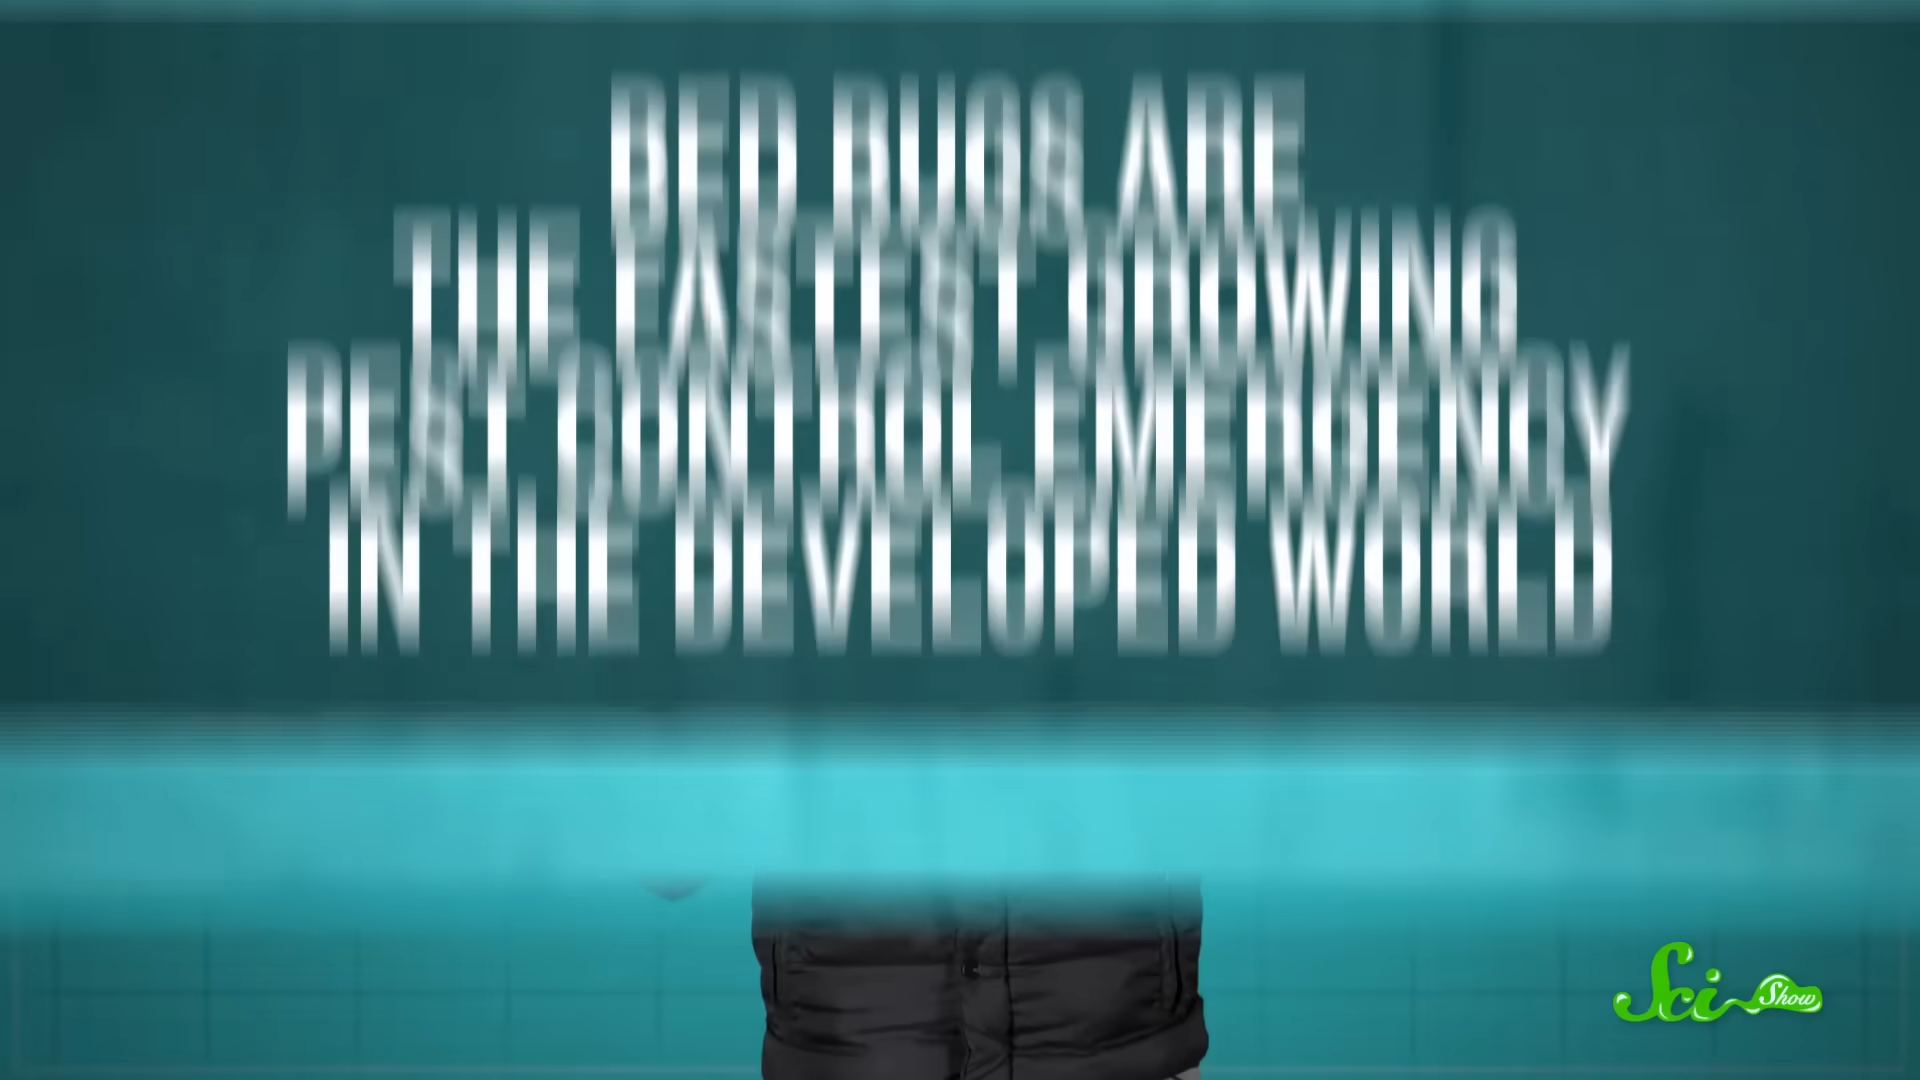 BED BUGS ARE
THE FASTEST GROWING
PEST CONTROL EMERGENCY
IN THE DEVELOPED WORLD
Sci Show